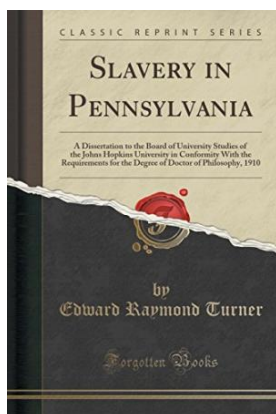 CLASSIC REPRINT SERIES
SLAVERY IN
PENNSYLVANIA
A Dissertation to the Board of University Studies of
the Johns Hopkins University in Conformity With the
Requirements for the Degree of Doctor of Philosophy, 1910
by
Edward Raymond Turner
Forgotten Books